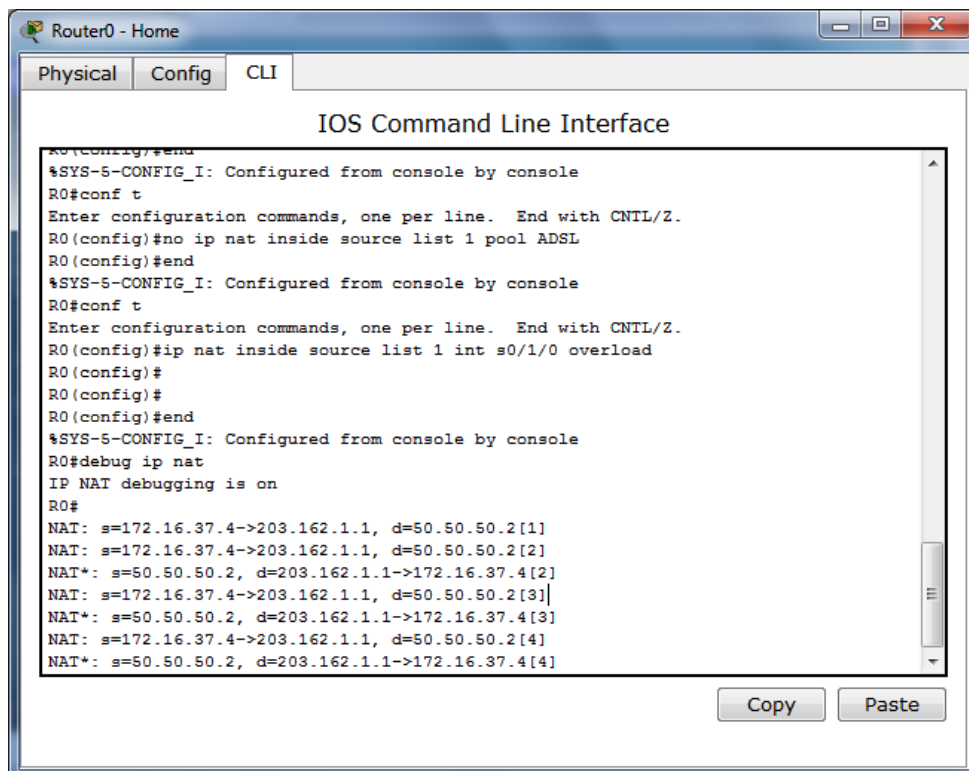 Router0 - Home
Physical Config CLI
IOS Command Line Interface
R0(config)#end
%SYS-5-CONFIG_I: Configured from console by console
R0#conf t
Enter configuration commands, one per line.  End with CNTL/Z.
R0(config)#no ip nat inside source list 1 pool ADSL
R0(config)#end
%SYS-5-CONFIG_I: Configured from console by console
R0#conf t
Enter configuration commands, one per line.  End with CNTL/Z.
R0(config)#ip nat inside source list 1 int s0/1/0 overload
R0(config)#
R0(config)#
R0(config)#end
%SYS-5-CONFIG_I: Configured from console by console
R0#debug ip nat
IP NAT debugging is on
R0#
NAT: s=172.16.37.4->203.162.1.1, d=50.50.50.2[1]
NAT: s=172.16.37.4->203.162.1.1, d=50.50.50.2[2]
NAT*: s=50.50.50.2, d=203.162.1.1->172.16.37.4[2]
NAT: s=172.16.37.4->203.162.1.1, d=50.50.50.2[3]
NAT*: s=50.50.50.2, d=203.162.1.1->172.16.37.4[3]
NAT: s=172.16.37.4->203.162.1.1, d=50.50.50.2[4]
NAT*: s=50.50.50.2, d=203.162.1.1->172.16.37.4[4]
Copy Paste